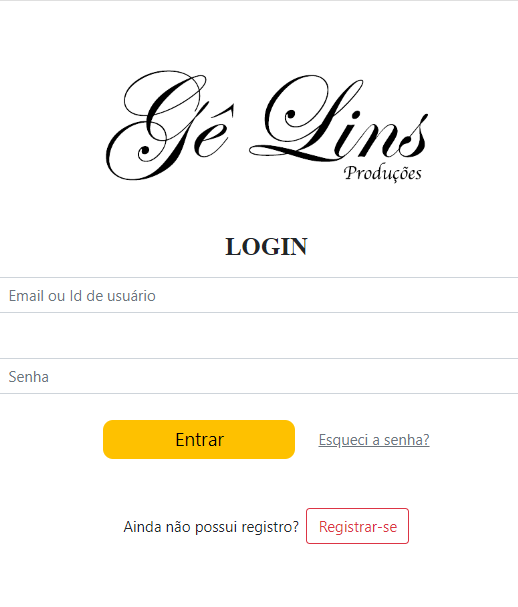 Gê Lins
Produções
LOGIN
Email ou Id de usuário
Senha
Entrar Esqueci a senha?
Ainda não possui registro? Registrar-se